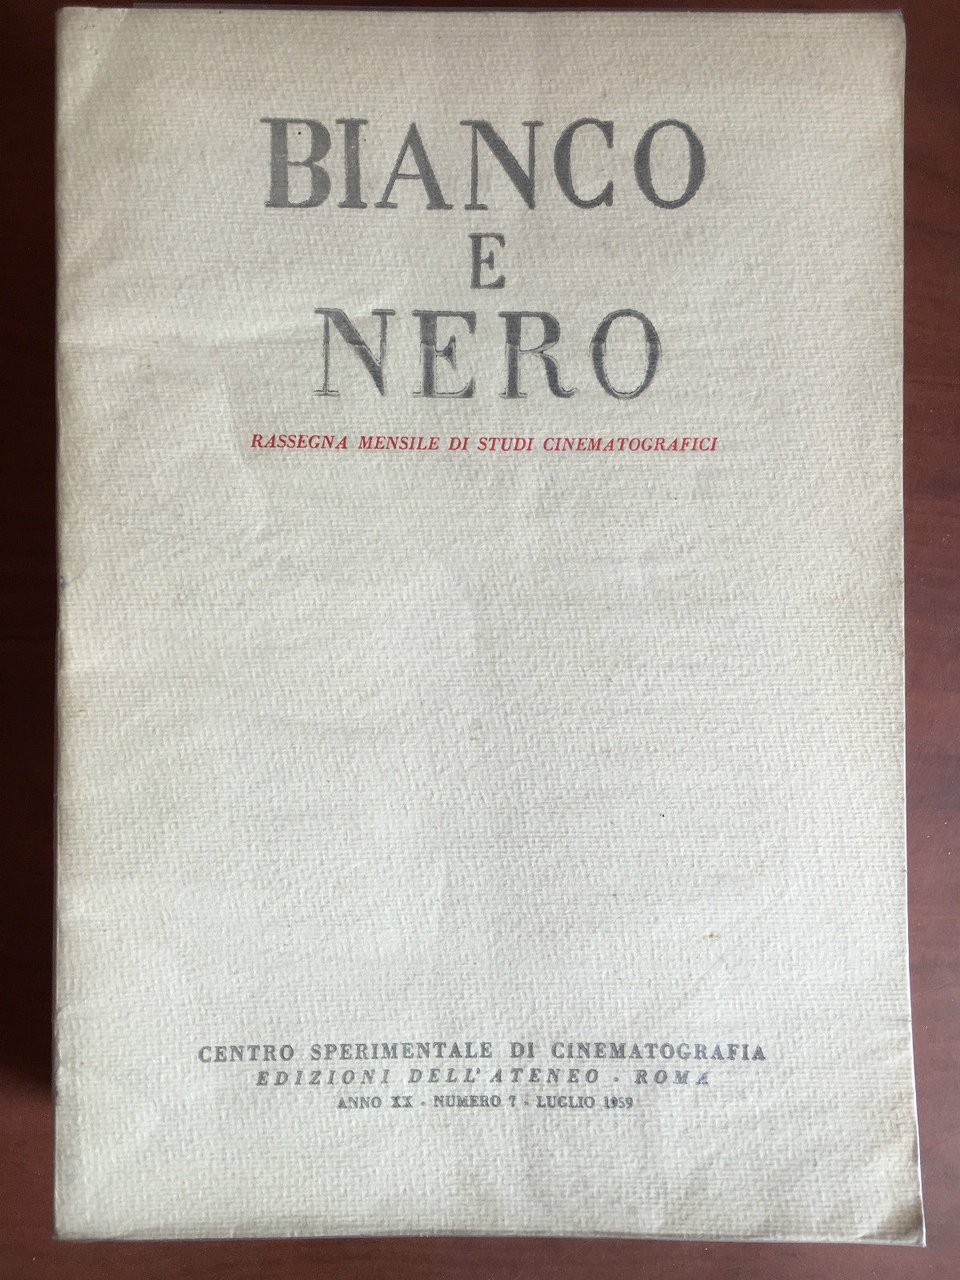 BIANCO
E
NERO
RASSEGNA MENSILE DI STUDI CINEMATOGRAFICI
CENTRO SPERIMENTALE DI CINEMATOGRAFIA
EDIZIONI DELL'ATENEO - ROMA
ANNO XX - NUMERO 7 - LUGLIO 1959